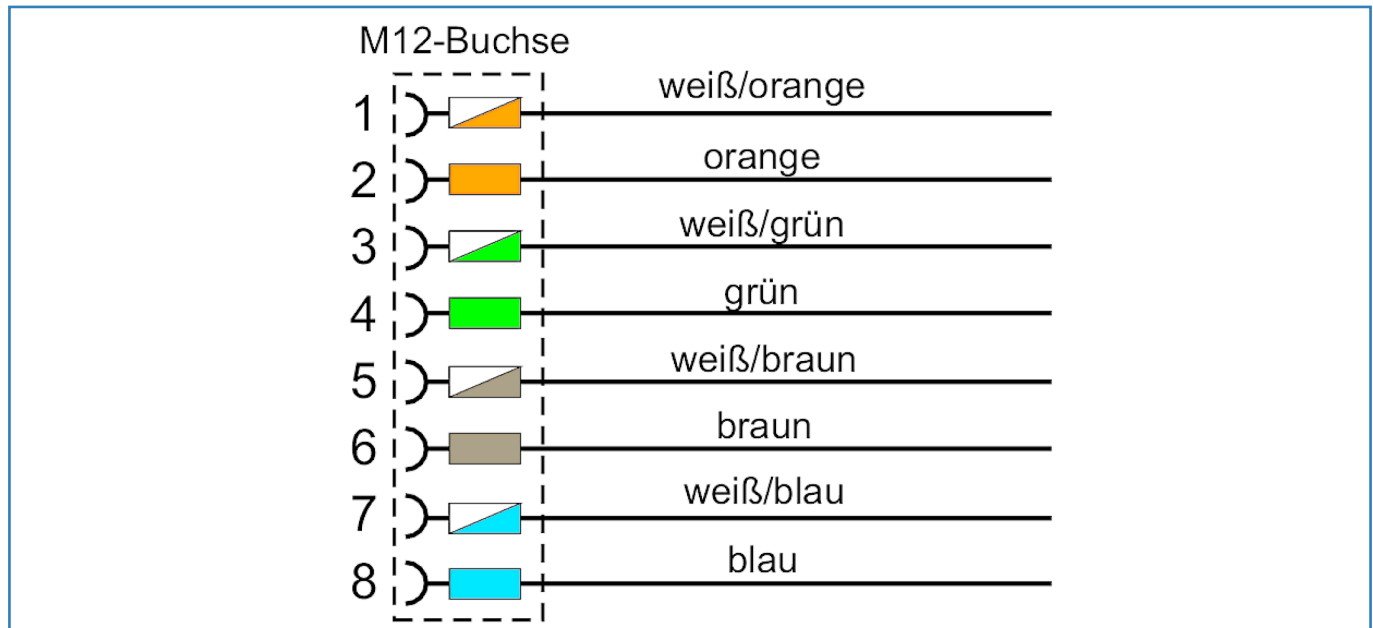 M12-Buchse
1 weiß/orange
2 orange
3 weiß/grün
4 grün
5 weiß/braun
6 braun
7 weiß/blau
8 blau